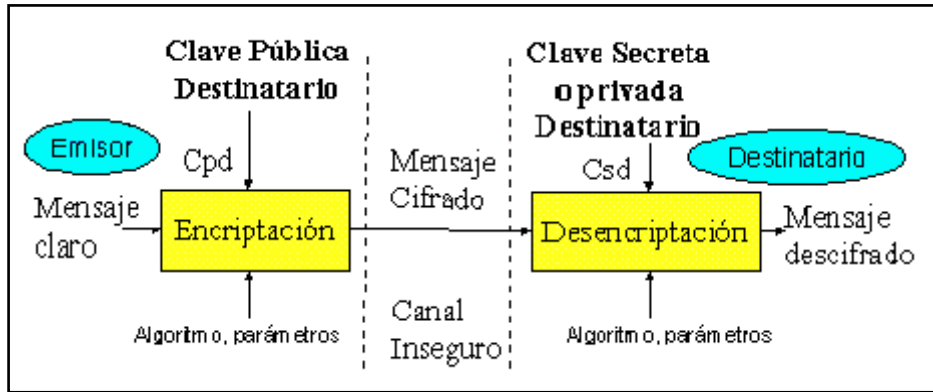 Clave Pública
Destinatario
Clave Secreta
o privada
Destinatario
Emisor
Cpd
Mensaje
Cifrado
Csd
Destinatario
Mensaje
claro
Encriptación
Desencriptación
Mensaje
descifrado
Algoritmo, parámetros
Canal
Inseguro
Algoritmo, parámetros